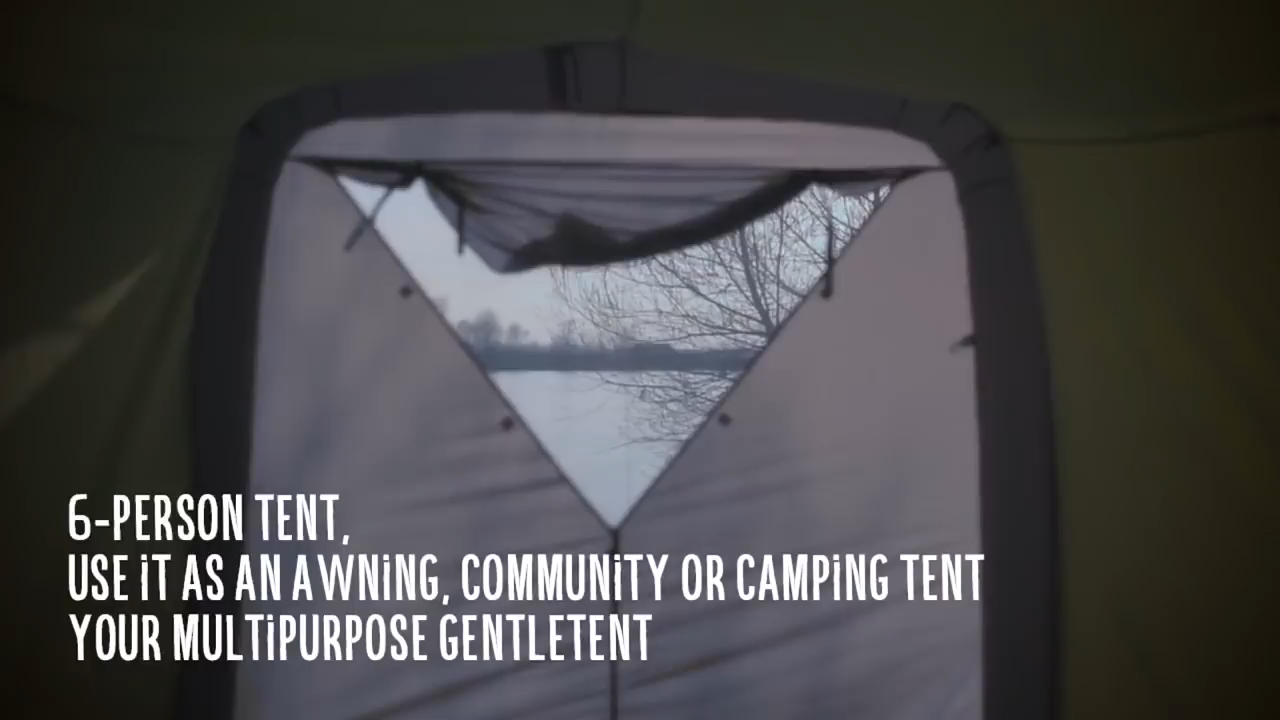 6-PERSON TENT,
USE iT AS AN AWNiNG, COMMUNiTY OR CAMPiNG TENT
YOUR MULTiPURPOSE GENTLETENT